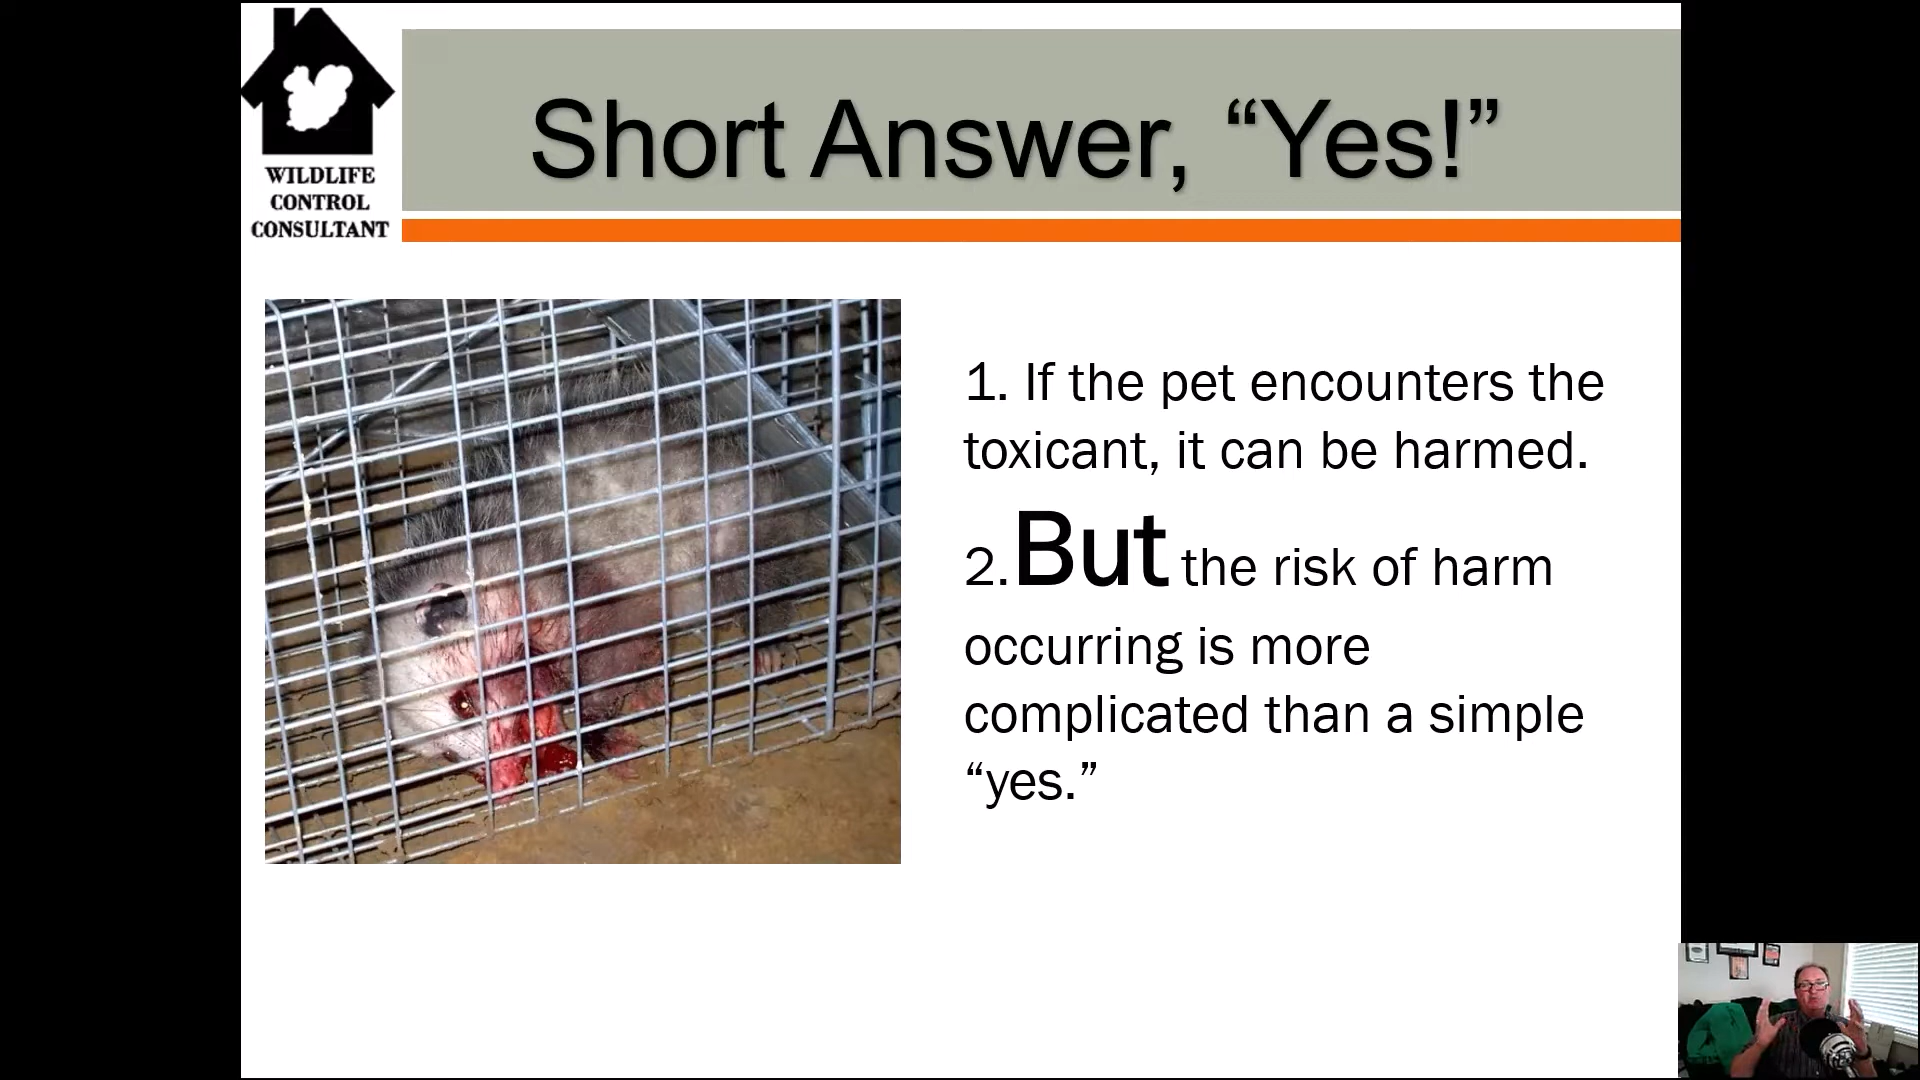 WILDLIFE
CONTROL
CONSULTANT
Short Answer, “Yes!”
1. If the pet encounters the
toxicant, it can be harmed.
2.But the risk of harm
occurring is more
complicated than a simple
“yes.”